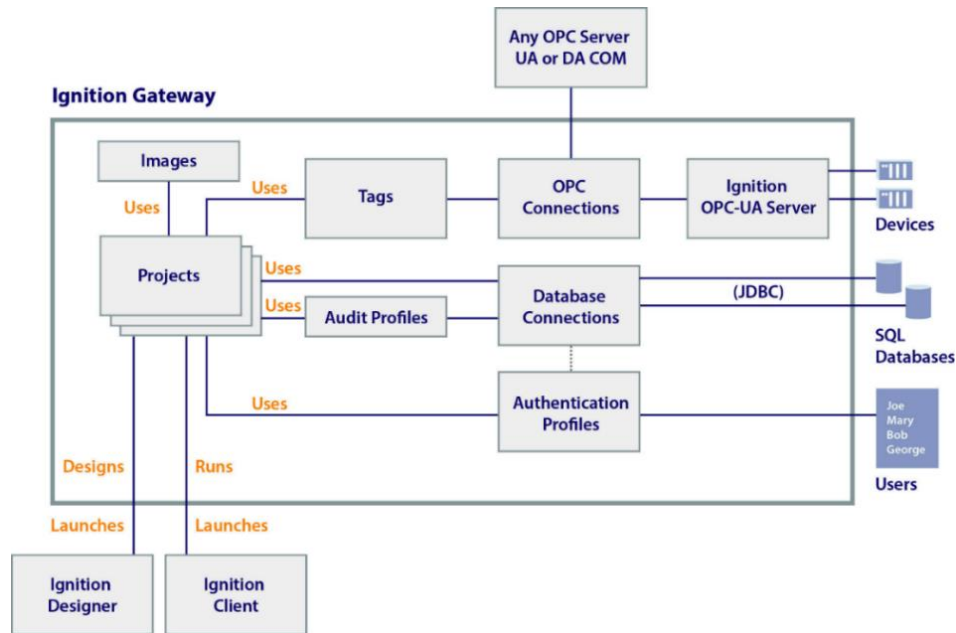 Any OPC Server
UA or DA COM
Ignition Gateway
Images
Uses
Uses
Tags
OPC
Connections
Ignition
OPC-UA Server
Devices
Projects
Uses
Uses
Audit Profiles
Database
Connections
(JDBC)
SQL
Databases
Uses
Authentication
Profiles
Joe
Mary
Bob
George
Users
Designs
Runs
Launches
Launches
Ignition
Designer
Ignition
Client